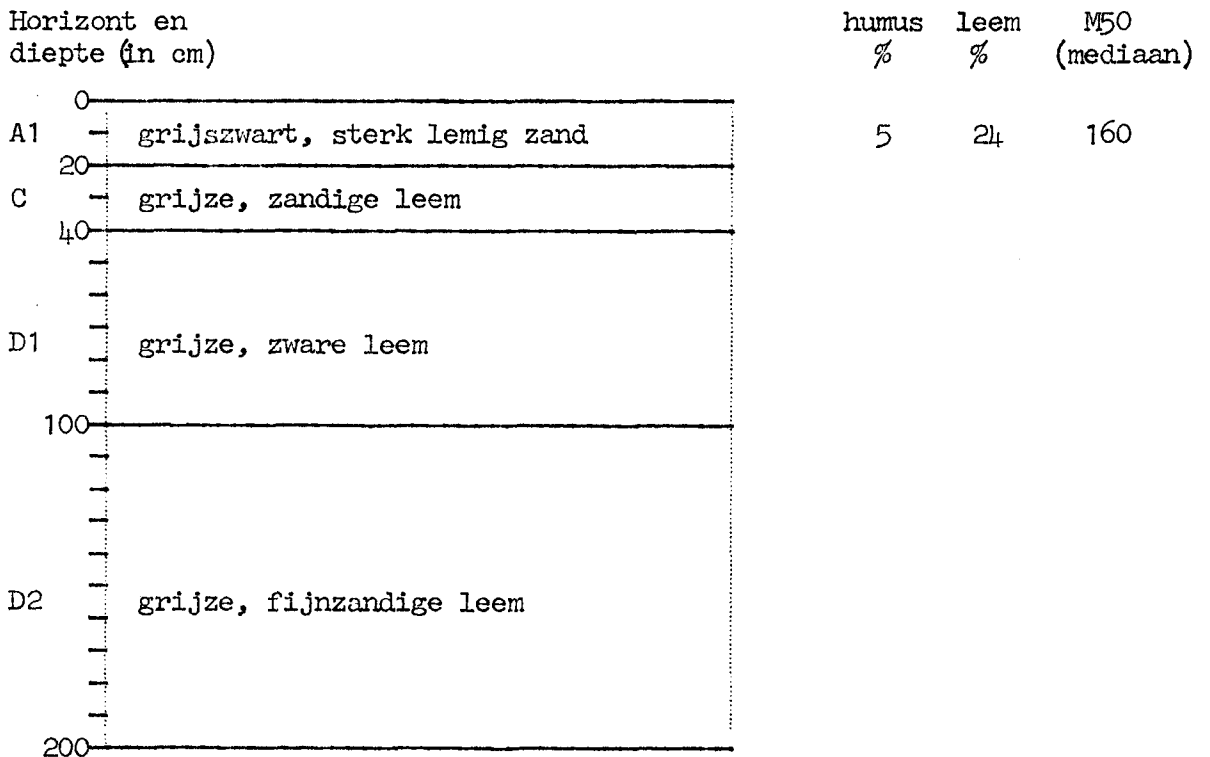 Horizont en humus leem M50
diepte (in cm) % % (mediaan)
0
A1 grijszwart, sterk lemig zand 5 24 160
20
C grijze, zandige leem
40
D1 grijze, zware leem
100
D2 grijze, fijnzandige leem
200